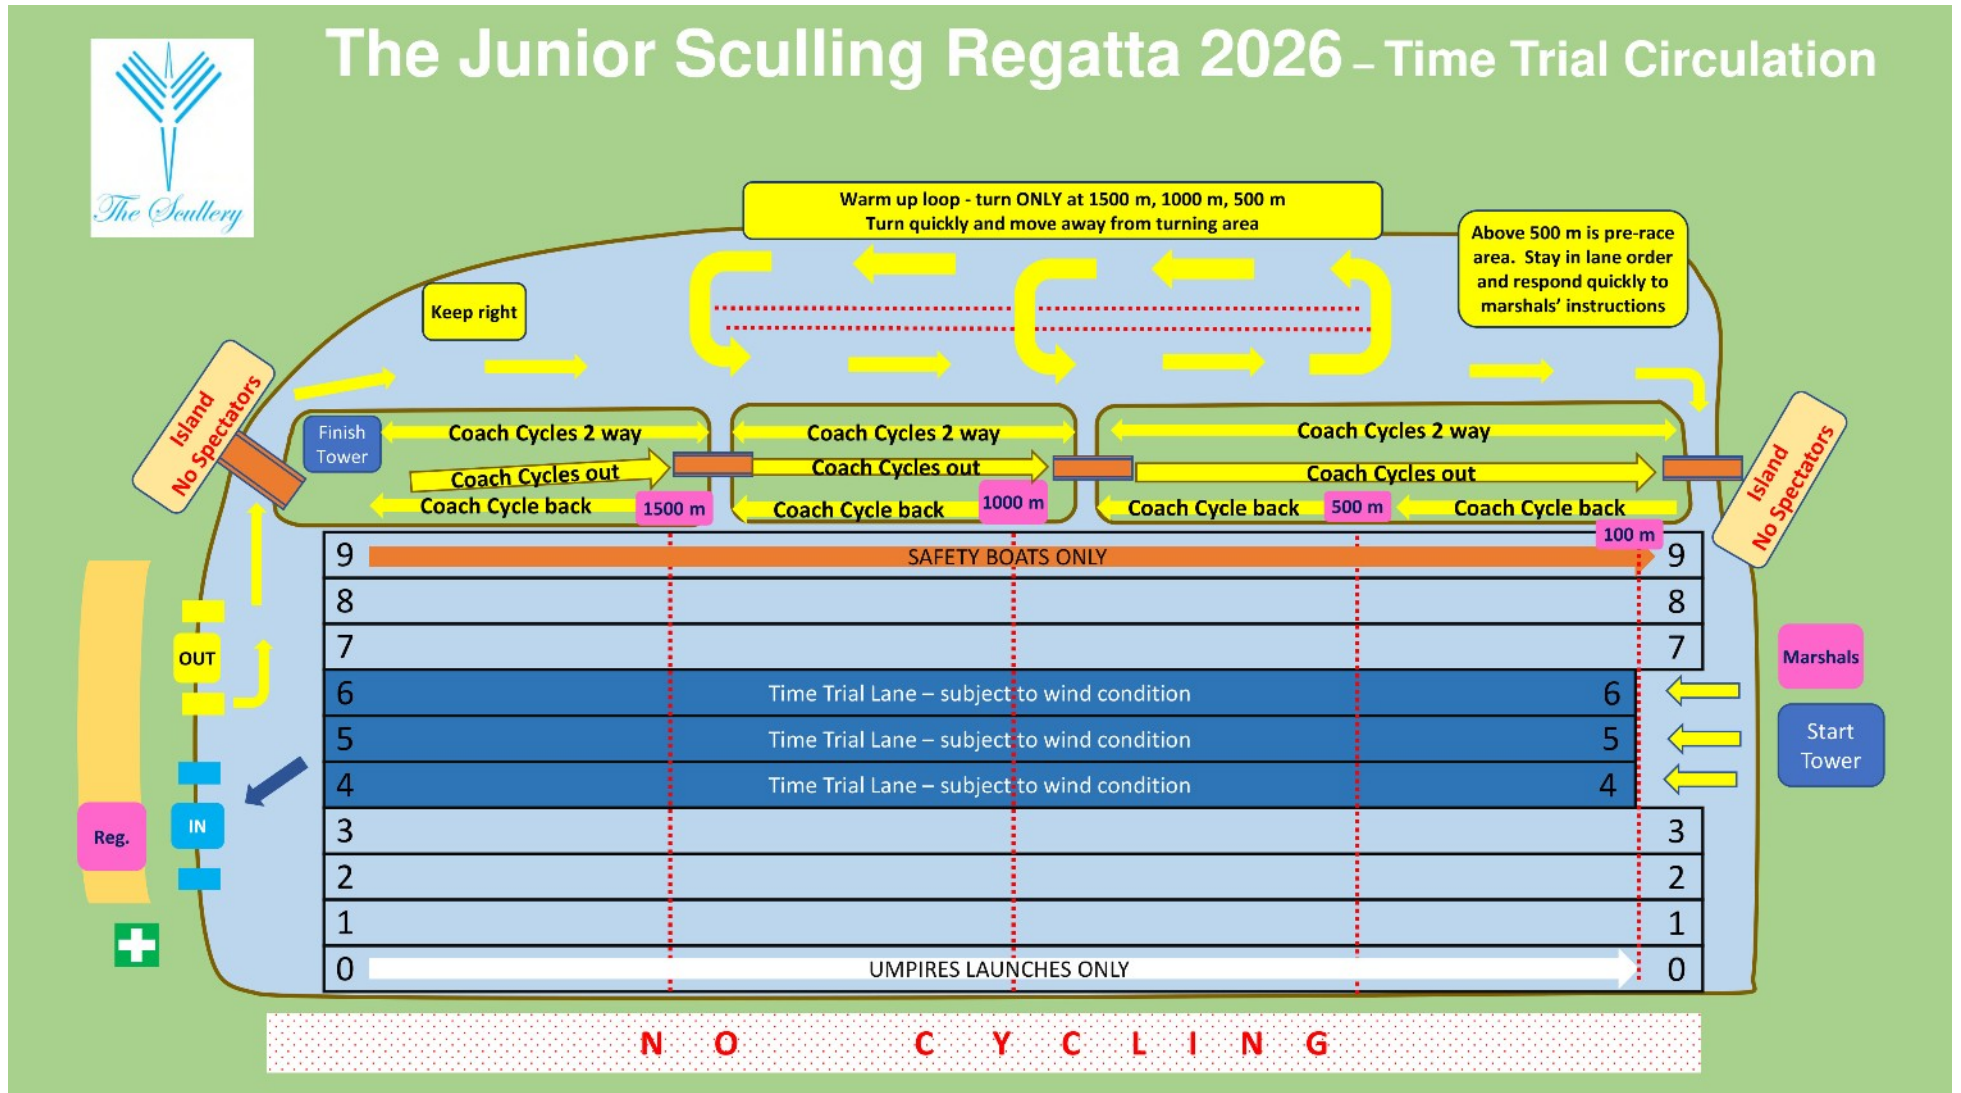 The Junior Sculling Regatta 2026 – Time Trial Circulation
The Scullery
Warm up loop - turn ONLY at 1500 m, 1000 m, 500 m
Turn quickly and move away from turning area
Above 500 m is pre-race
area. Stay in lane order
and respond quickly to
marshals' instructions
Keep right
Island
No Spectators
Finish
Tower
Coach Cycles 2 way
Coach Cycles 2 way
Coach Cycles 2 way
Coach Cycles out
Coach Cycles out
Coach Cycles out
Coach Cycle back
1500 m
Coach Cycle back
1000 m
Coach Cycle back
500 m
Coach Cycle back
100 m
Island
No Spectators
9 SAFETY BOATS ONLY 9
8 8
7 7
OUT
Marshals
6 Time Trial Lane – subject to wind condition 6
5 Time Trial Lane – subject to wind condition 5
4 Time Trial Lane – subject to wind condition 4
Start
Tower
Reg.
IN
3 3
2 2
1 1
0 UMPIRES LAUNCHES ONLY 0
NO CYCLING